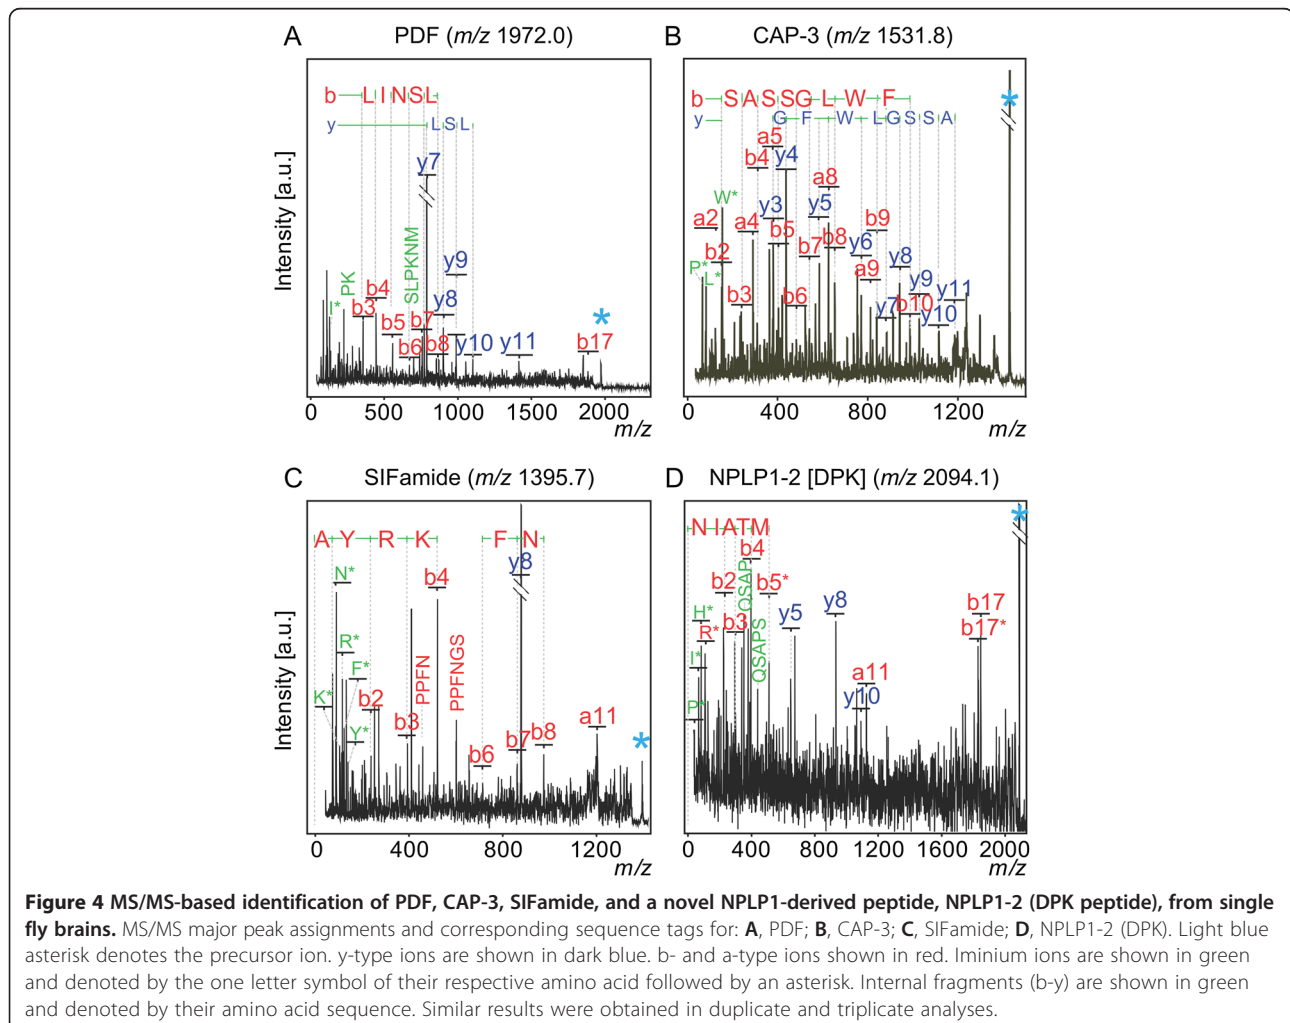 A PDF (m/z 1972.0)
b LINSL
y LSL
y7
SLPKNM
PK
I*
b3
b4
b5
b6
b7
b8
y8
y9
y10
y11
b17
*
Intensity [a.u.]
0 500 1000 1500 2000
m/z
B CAP-3 (m/z 1531.8)
b SASSGLWF
y GFWLGSSA
*
a5
b4 y4
W*
a8
a2
a4
y3
y5
b9
b5
b8
b2
b7
y6
y8
P*
L*
a9
b3
b6
y9
y11
y7
b10
y10
0 400 800 1200
m/z
C SIFamide (m/z 1395.7)
A Y R K F N
N*
y8
b4
R*
F*
K*
b2
Y*
b3
PPFN
PPFNGS
b6
b7
b8
a11
*
Intensity [a.u.]
0 400 800 1200
m/z
D NPLP1-2 [DPK] (m/z 2094.1)
*
NIATM
b4
b2
QSAP
b5*
H*
R*
b3
y5
y8
b17
b17*
I*
QSAPS
P*
a11
y10
0 400 800 1200 1600 2000
m/z
Figure 4 MS/MS-based identification of PDF, CAP-3, SIFamide, and a novel NPLP1-derived peptide, NPLP1-2 (DPK peptide), from single
fly brains. MS/MS major peak assignments and corresponding sequence tags for: A, PDF; B, CAP-3; C, SIFamide; D, NPLP1-2 (DPK). Light blue
asterisk denotes the precursor ion. y-type ions are shown in dark blue. b- and a-type ions shown in red. Iminium ions are shown in green
and denoted by the one letter symbol of their respective amino acid followed by an asterisk. Internal fragments (b-y) are shown in green
and denoted by their amino acid sequence. Similar results were obtained in duplicate and triplicate analyses.